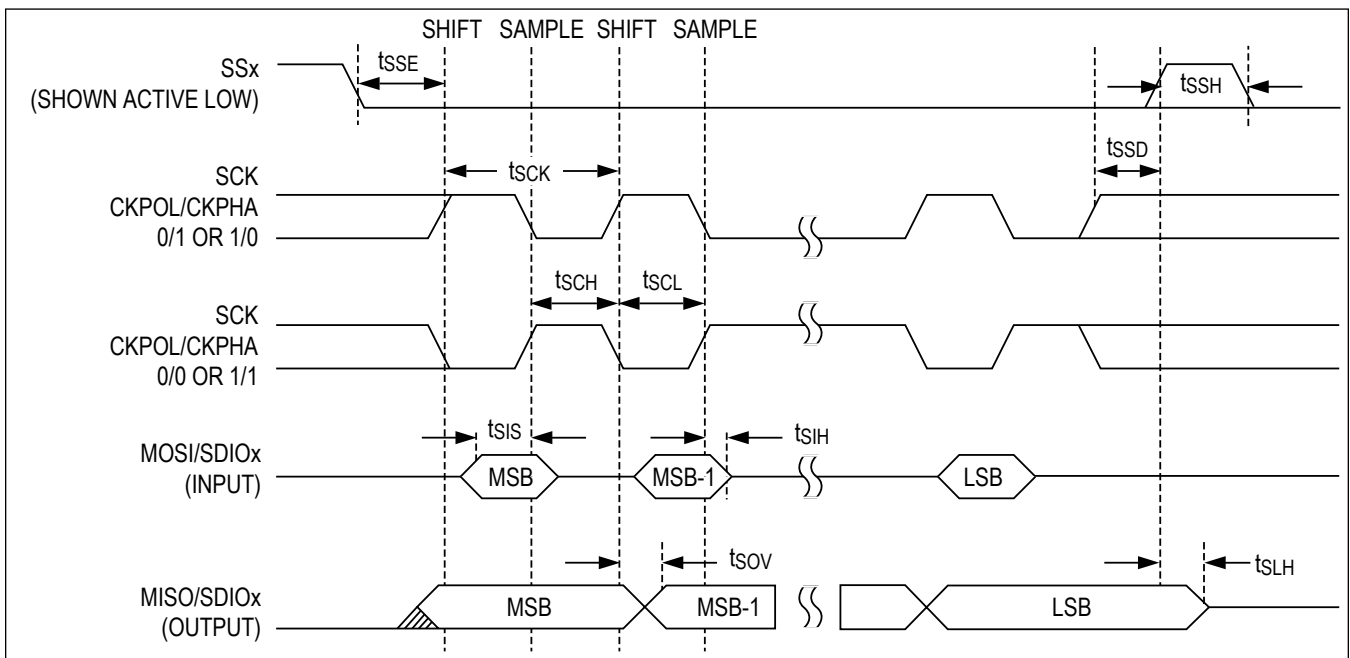 SHIFT SAMPLE SHIFT SAMPLE
SSx
(SHOWN ACTIVE LOW)
tSSE
tSSH
tSSD
SCK
CKPOL/CKPHA
0/1 OR 1/0
tSCK
tSCH
tSCL
SCK
CKPOL/CKPHA
0/0 OR 1/1
MOSI/SDIOx
(INPUT)
tSIS
tSIH
MSB
MSB-1
LSB
MISO/SDIOx
(OUTPUT)
tSOV
tSLH
MSB
MSB-1
LSB